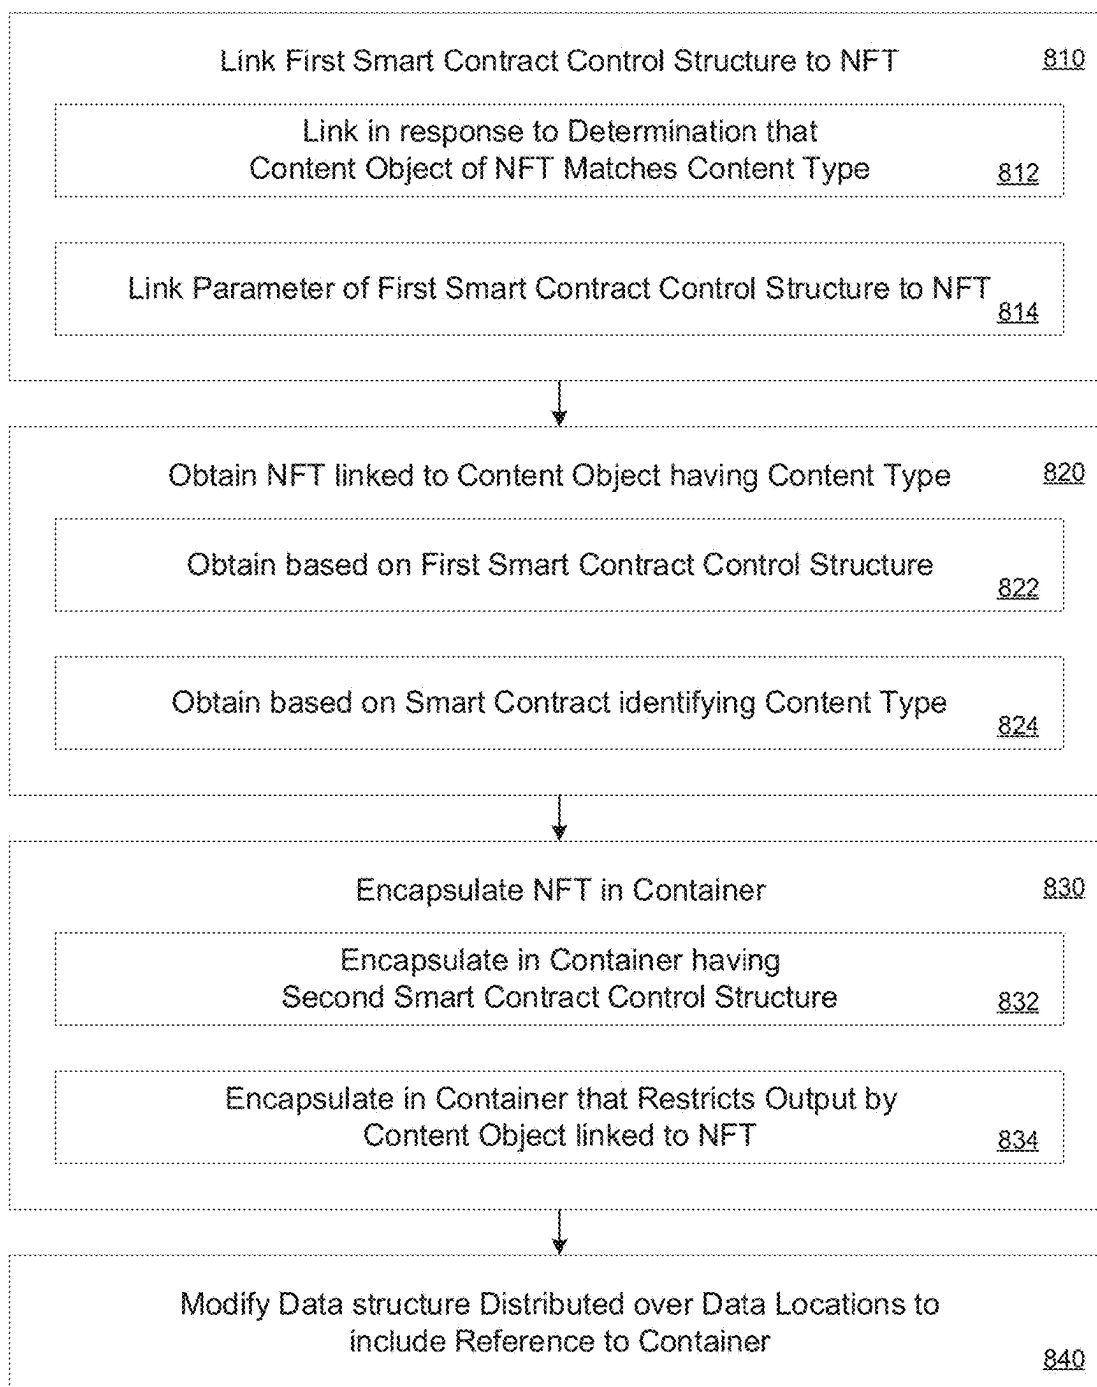 Link First Smart Contract Control Structure to NFT 810
Link in response to Determination that
Content Object of NFT Matches Content Type 812
Link Parameter of First Smart Contract Control Structure to NFT
814
Obtain NFT linked to Content Object having Content Type 820
Obtain based on First Smart Contract Control Structure
822
Obtain based on Smart Contract identifying Content Type
824
Encapsulate NFT in Container 830
Encapsulate in Container having
Second Smart Contract Control Structure 832
Encapsulate in Container that Restricts Output by
Content Object linked to NFT 834
Modify Data structure Distributed over Data Locations to
include Reference to Container
840